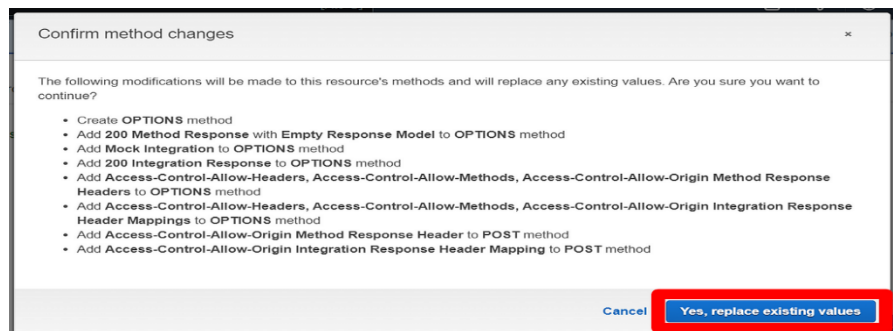 Confirm method changes
×
The following modifications will be made to this resource's methods and will replace any existing values. Are you sure you want to
continue?
• Create OPTIONS method
• Add 200 Method Response with Empty Response Model to OPTIONS method
• Add Mock Integration to OPTIONS method
• Add 200 Integration Response to OPTIONS method
• Add Access-Control-Allow-Headers, Access-Control-Allow-Methods, Access-Control-Allow-Origin Method Response
Headers to OPTIONS method
• Add Access-Control-Allow-Headers, Access-Control-Allow-Methods, Access-Control-Allow-Origin Integration Response
Header Mappings to OPTIONS method
• Add Access-Control-Allow-Origin Method Response Header to POST method
• Add Access-Control-Allow-Origin Integration Response Header Mapping to POST method
Cancel Yes, replace existing values